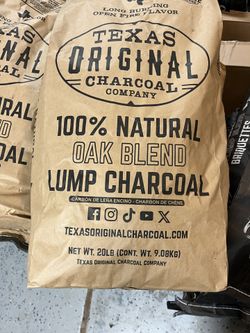 LONG BURNING
OPEN FIRE FLAVOR
TEXAS
ORIGINAL
CHARCOAL
COMPANY
100% NATURAL
OAK BLEND
LUMP CHARCOAL
CARBÓN DE LEÑA ENCINO - CHARBON DE CHÊNE
TEXASORIGINALCHARCOAL.COM
NET WT. 20LB (CONT. W. 9.08KG)
TEXAS ORIGINAL CHARCOAL COMPANY
BRIQUETTES